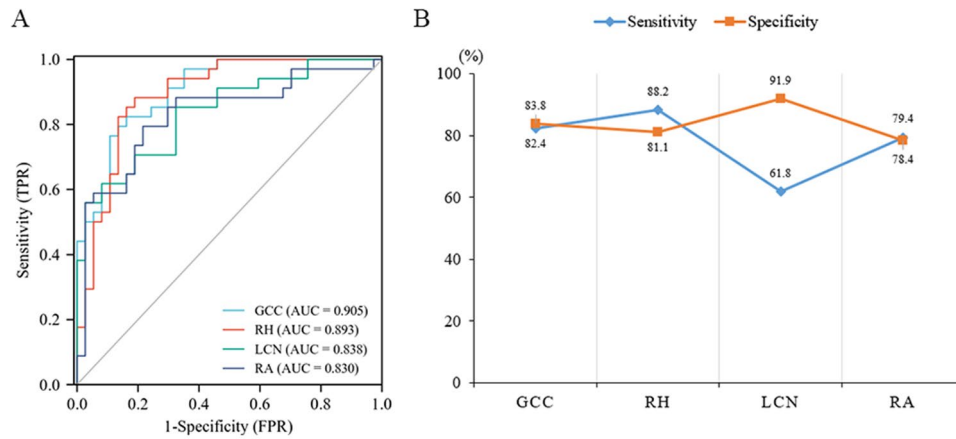 A
Sensitivity (TPR)
1.0
0.8
0.6
0.4
0.2
0.0
GCC (AUC = 0.905)
RH (AUC = 0.893)
LCN (AUC = 0.838)
RA (AUC = 0.830)
0.0 0.2 0.4 0.6 0.8 1.0
1-Specificity (FPR)
B
Sensitivity Specificity
(%)
100
80
60
40
20
0
83.8
82.4
88.2
81.1
91.9
61.8
79.4
78.4
GCC RH LCN RA